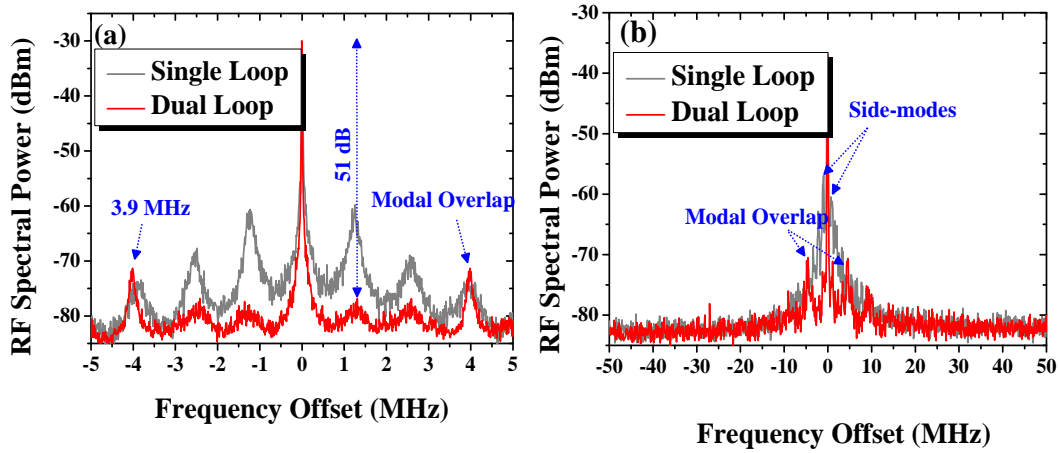 (a)
Single Loop
Dual Loop
51 dB
3.9 MHz
Modal Overlap
RF Spectral Power (dBm)
-30
-40
-50
-60
-70
-80
-5 -4 -3 -2 -1 0 1 2 3 4 5
Frequency Offset (MHz)
(b)
Single Loop
Dual Loop
Side-modes
Modal Overlap
RF Spectral Power (dBm)
-30
-40
-50
-60
-70
-80
-50 -40 -30 -20 -10 0 10 20 30 40 50
Frequency Offset (MHz)